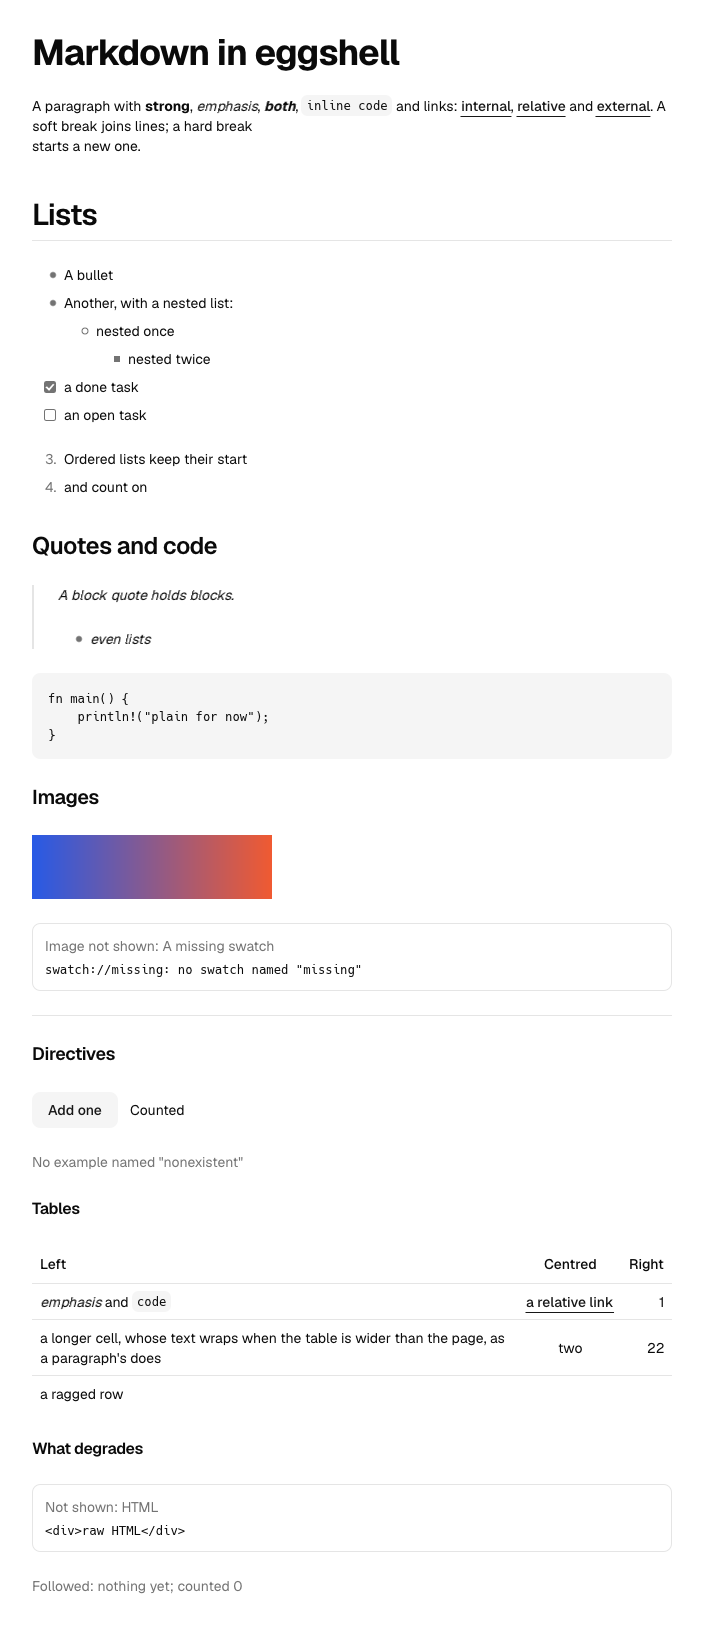 Markdown in eggshell
A paragraph with strong, emphasis, both, inline code and links: internal, relative and external. A
soft break joins lines; a hard break
starts a new one.
Lists
A bullet
Another, with a nested list:
nested once
nested twice
a done task
an open task
3. Ordered lists keep their start
4. and count on
Quotes and code
A block quote holds blocks.
even lists
fn main() {
    println!("plain for now");
}
Images
Image not shown: A missing swatch
swatch://missing: no swatch named "missing"
Directives
Add one Counted
No example named "nonexistent"
Tables
Left Centred Right
emphasis and code a relative link 1
a longer cell, whose text wraps when the table is wider than the page, as
a paragraph's does two 22
a ragged row
What degrades
Not shown: HTML
<div>raw HTML</div>
Followed: nothing yet; counted 0